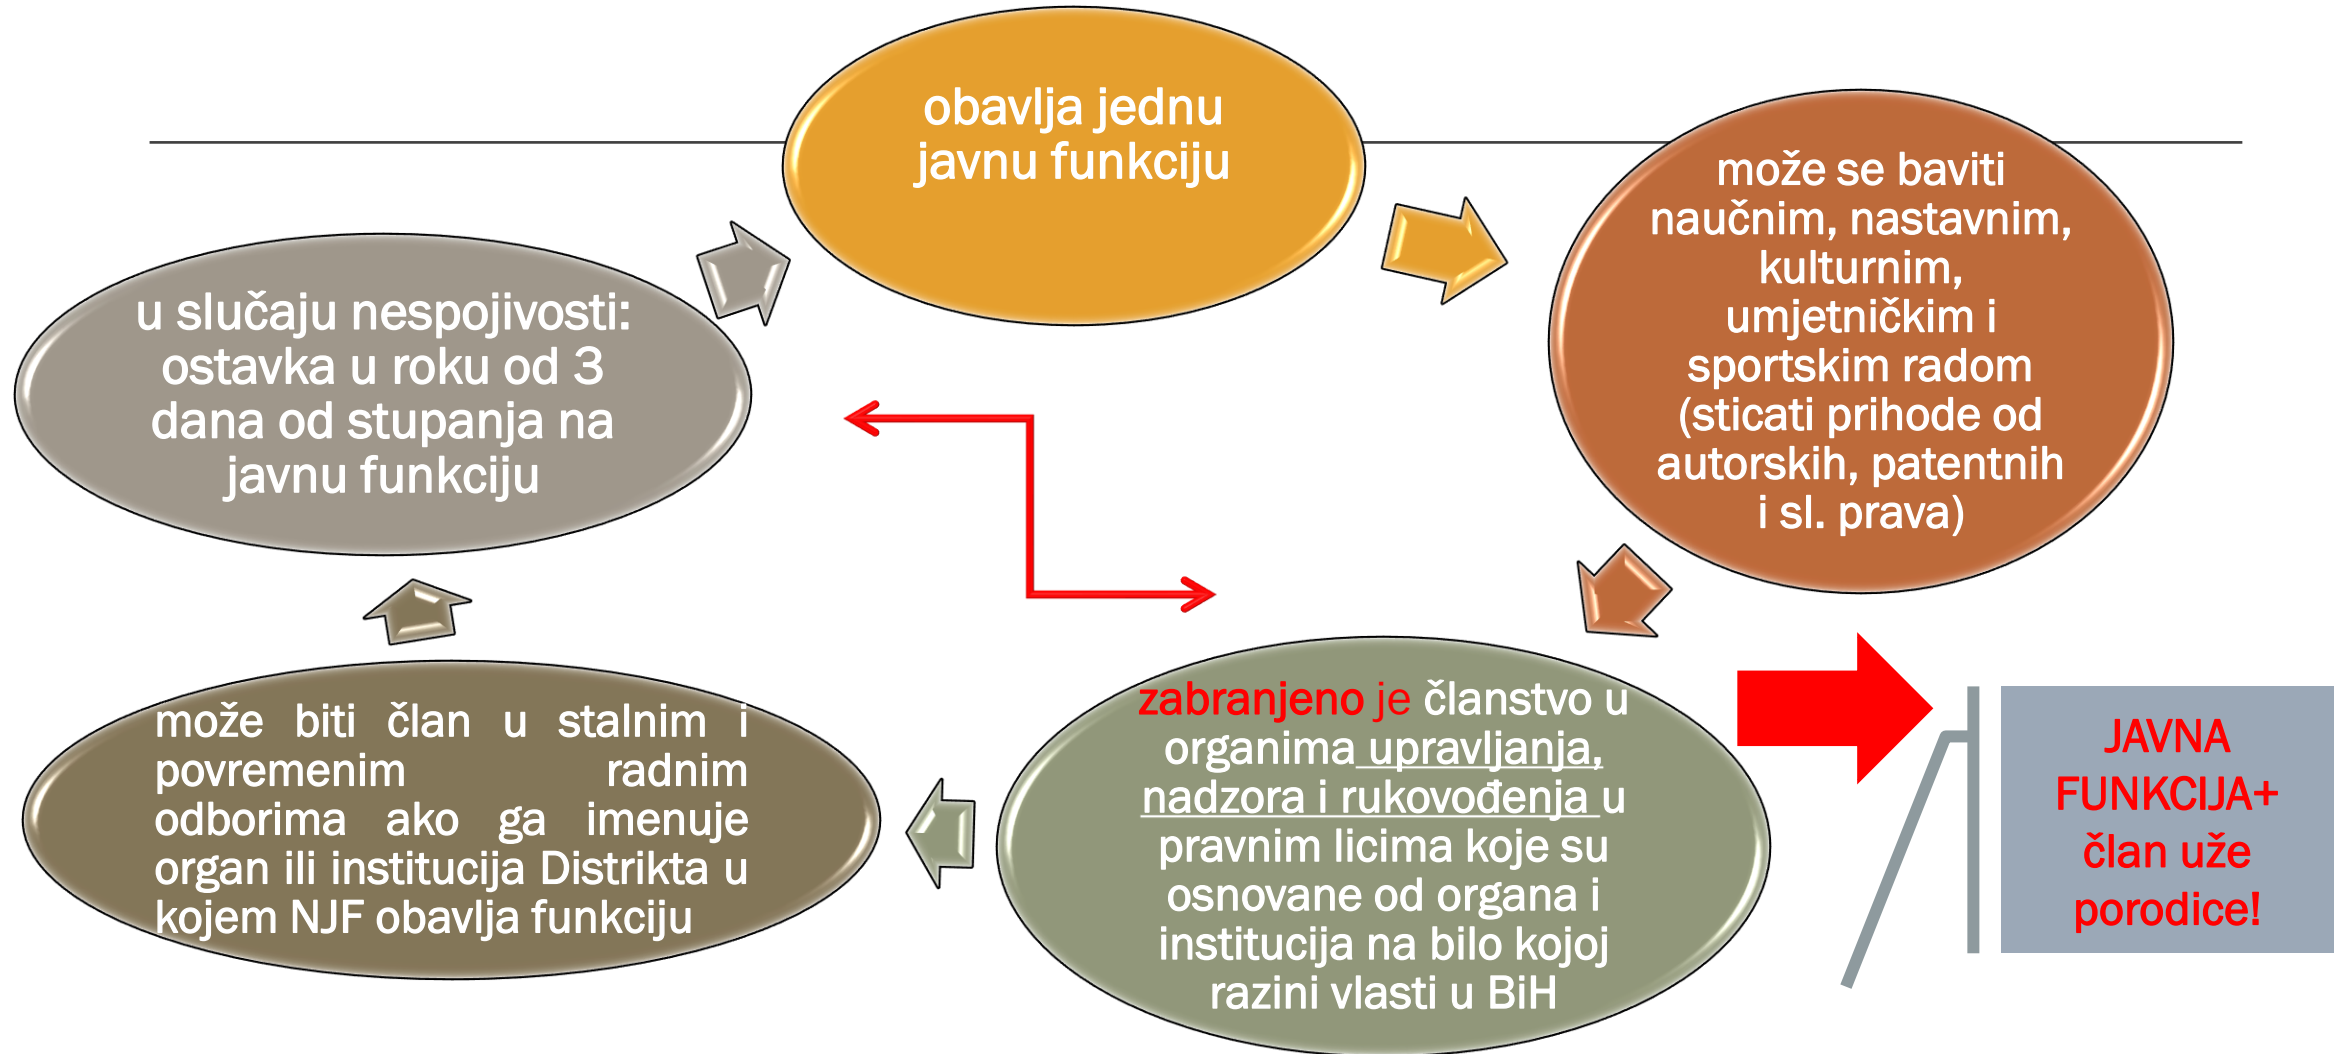 obavlja jednu
javnu funkciju
može se baviti
naučnim, nastavnim,
kulturnim,
umjetničkim i
sportskim radom
(sticati prihode od
autorskih, patentnih
i sl. prava)
zabranjeno je članstvo u
organima upravljanja,
nadzora i rukovođenja u
pravnim licima koje su
osnovane od organa i
institucija na bilo kojoj
razini vlasti u BiH
JAVNA
FUNKCIJA+
član uže
porodice!
može biti član u stalnim i
povremenim radnim
odborima ako ga imenuje
organ ili institucija Distrikta u
kojem NJF obavlja funkciju
u slučaju nespojivosti:
ostavka u roku od 3
dana od stupanja na
javnu funkciju